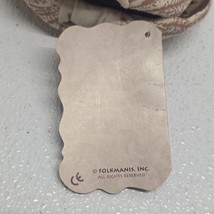 © FOLKMANIS, INC.
ALL RIGHTS RESERVED
CE